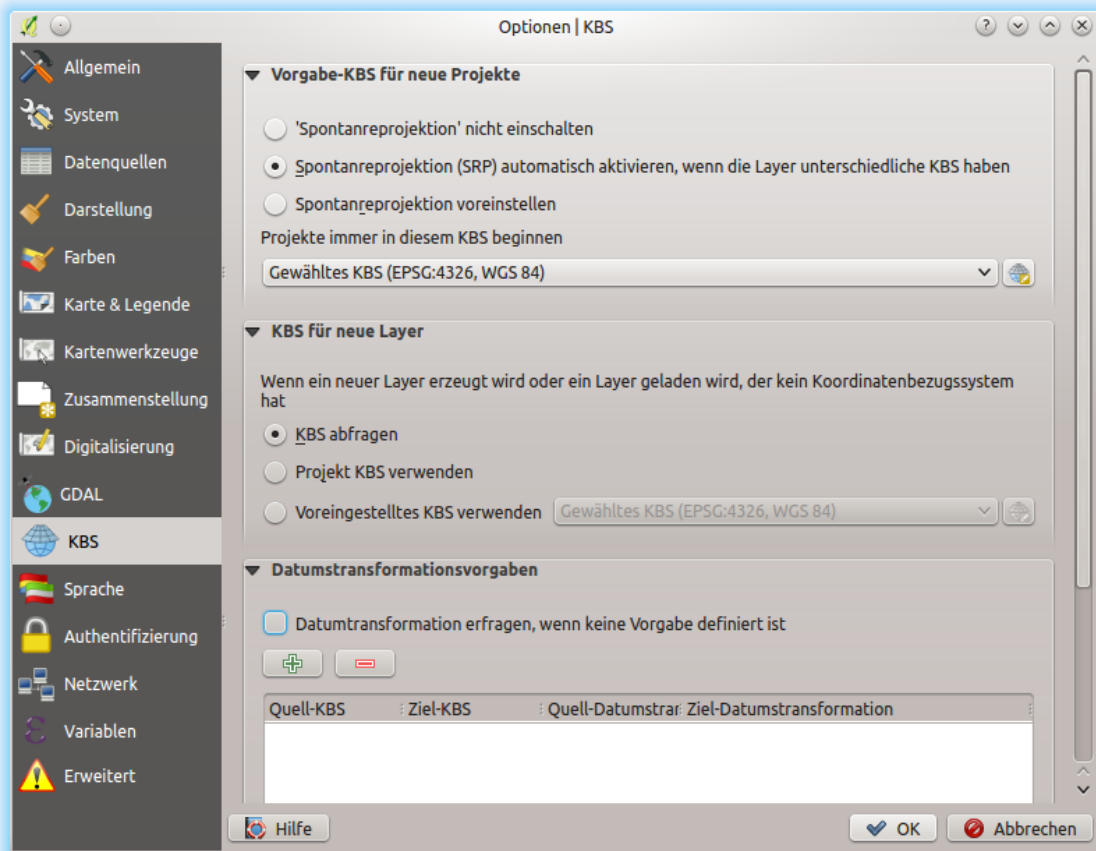 Optionen | KBS
Allgemein
System
Datenquellen
Darstellung
Farben
Karte & Legende
Kartenwerkzeuge
Zusammenstellung
Digitalisierung
GDAL
KBS
Sprache
Authentifizierung
Netzwerk
Variablen
Erweitert
Vorgabe-KBS für neue Projekte
'Spontanreprojektion' nicht einschalten
Spontanreprojektion (SRP) automatisch aktivieren, wenn die Layer unterschiedliche KBS haben
Spontanreprojektion voreinstellen
Projekte immer in diesem KBS beginnen
Gewähltes KBS (EPSG:4326, WGS 84)
KBS für neue Layer
Wenn ein neuer Layer erzeugt wird oder ein Layer geladen wird, der kein Koordinatenbezugssystem
hat
KBS abfragen
Projekt KBS verwenden
Voreingestelltes KBS verwenden Gewähltes KBS (EPSG:4326, WGS 84)
Datumstransformationsvorgaben
Datumtransformation erfragen, wenn keine Vorgabe definiert ist
Quell-KBS Ziel-KBS Quell-Datumstrar Ziel-Datumstransformation
Hilfe OK Abbrechen